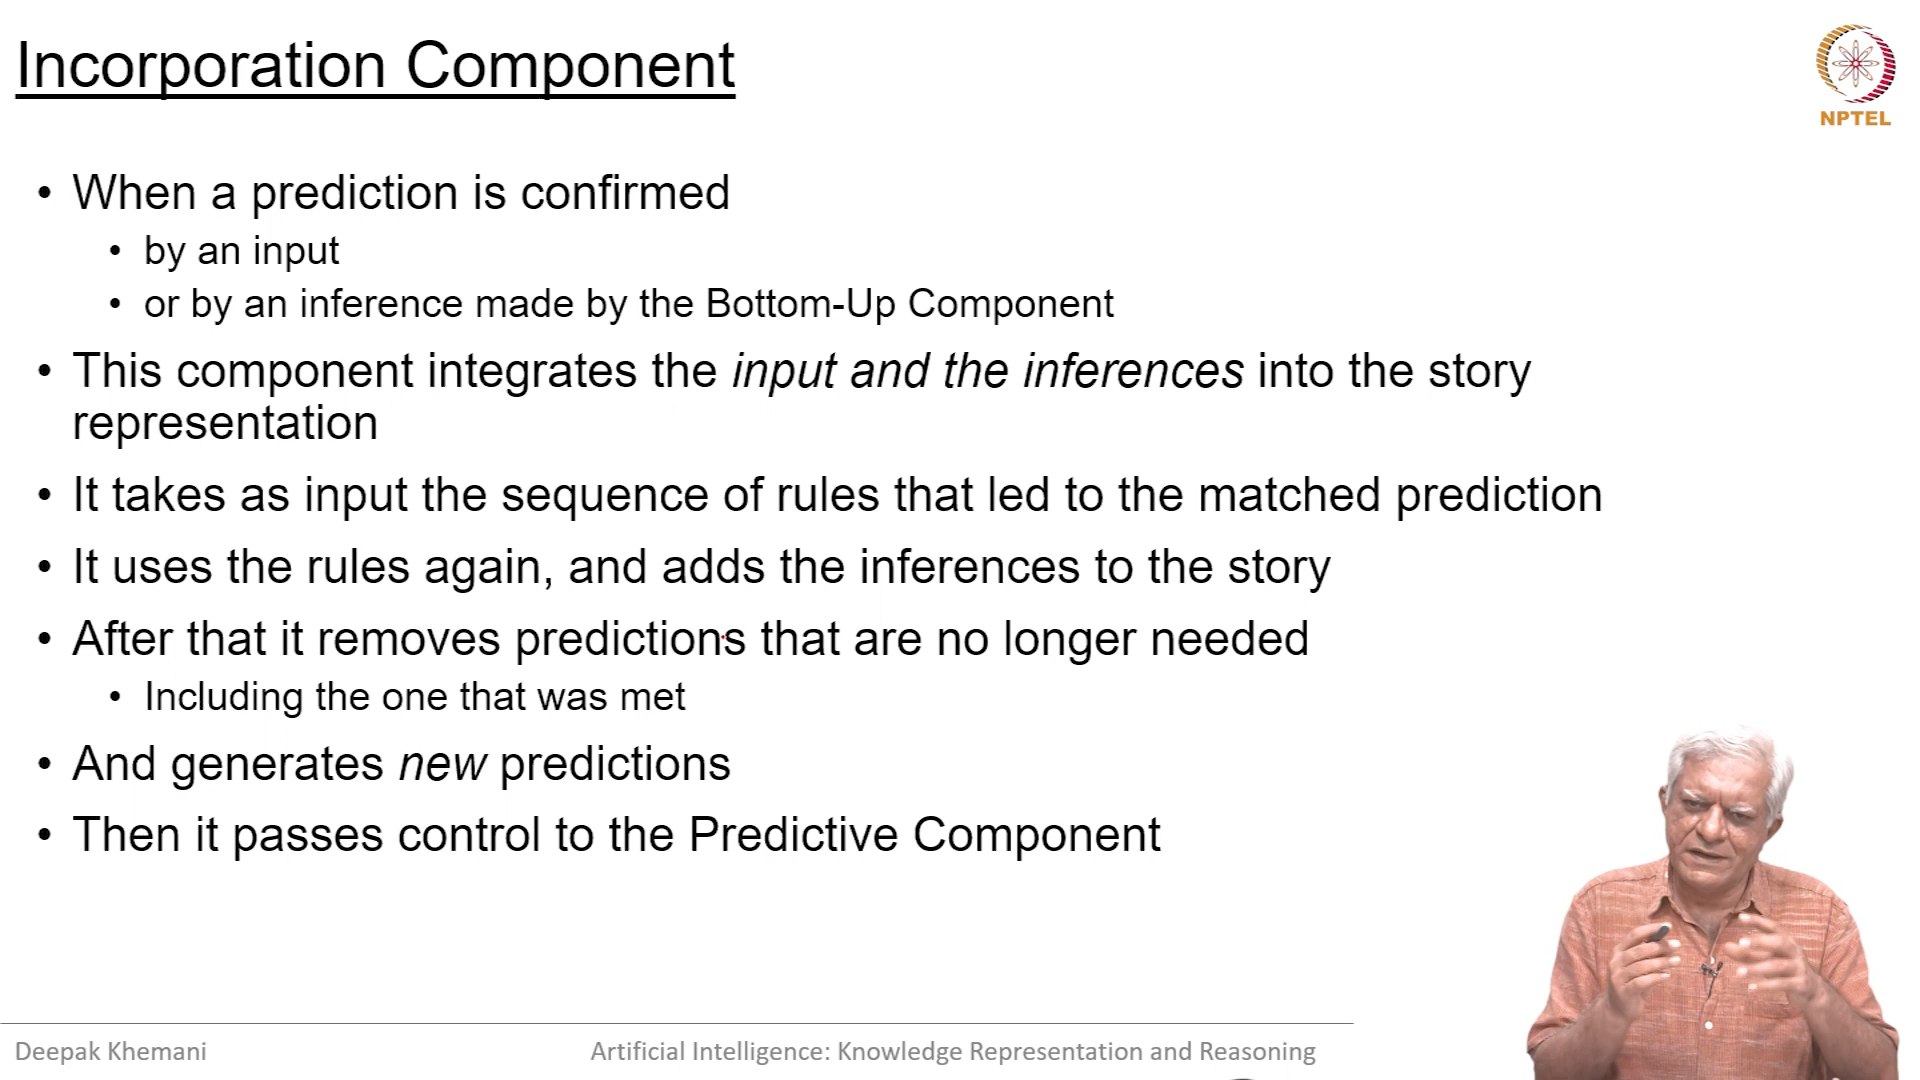 Incorporation Component
NPTEL
• When a prediction is confirmed
• by an input
• or by an inference made by the Bottom-Up Component
• This component integrates the input and the inferences into the story
representation
• It takes as input the sequence of rules that led to the matched prediction
• It uses the rules again, and adds the inferences to the story
• After that it removes predictions that are no longer needed
• Including the one that was met
• And generates new predictions
• Then it passes control to the Predictive Component
Deepak Khemani
Artificial Intelligence: Knowledge Representation and Reasoning